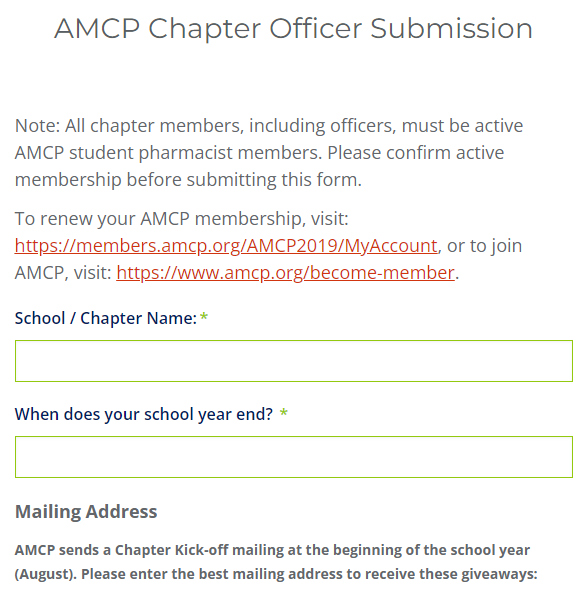 AMCP Chapter Officer Submission
Note: All chapter members, including officers, must be active
AMCP student pharmacist members. Please confirm active
membership before submitting this form.
To renew your AMCP membership, visit:
https://members.amcp.org/AMCP2019/MyAccount, or to join
AMCP, visit: https://www.amcp.org/become-member.
School / Chapter Name: *
When does your school year end? *
Mailing Address
AMCP sends a Chapter Kick-off mailing at the beginning of the school year
(August). Please enter the best mailing address to receive these giveaways: